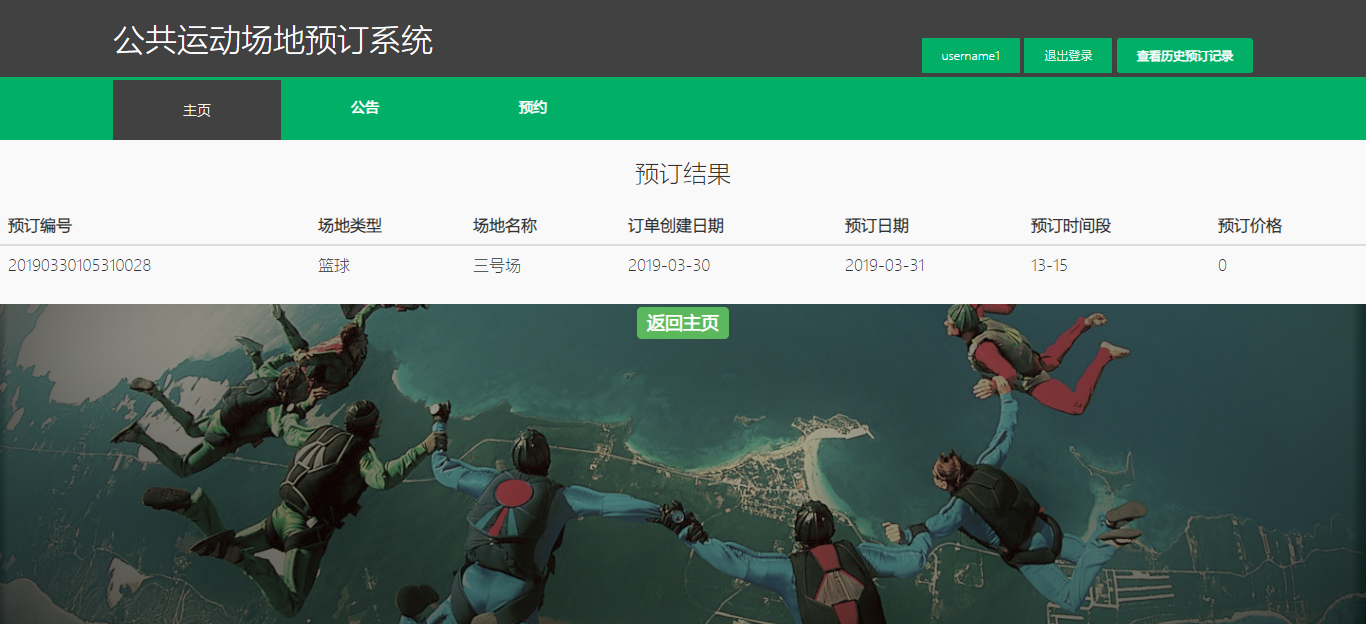 公共运动场地预订系统
username1 退出登录 查看历史预订记录
主页 公告 预约
预订结果
预订编号 场地类型 场地名称 订单创建日期 预订日期 预订时间段 预订价格
20190330105310028 篮球 三号场 2019-03-30 2019-03-31 13-15 0
返回主页